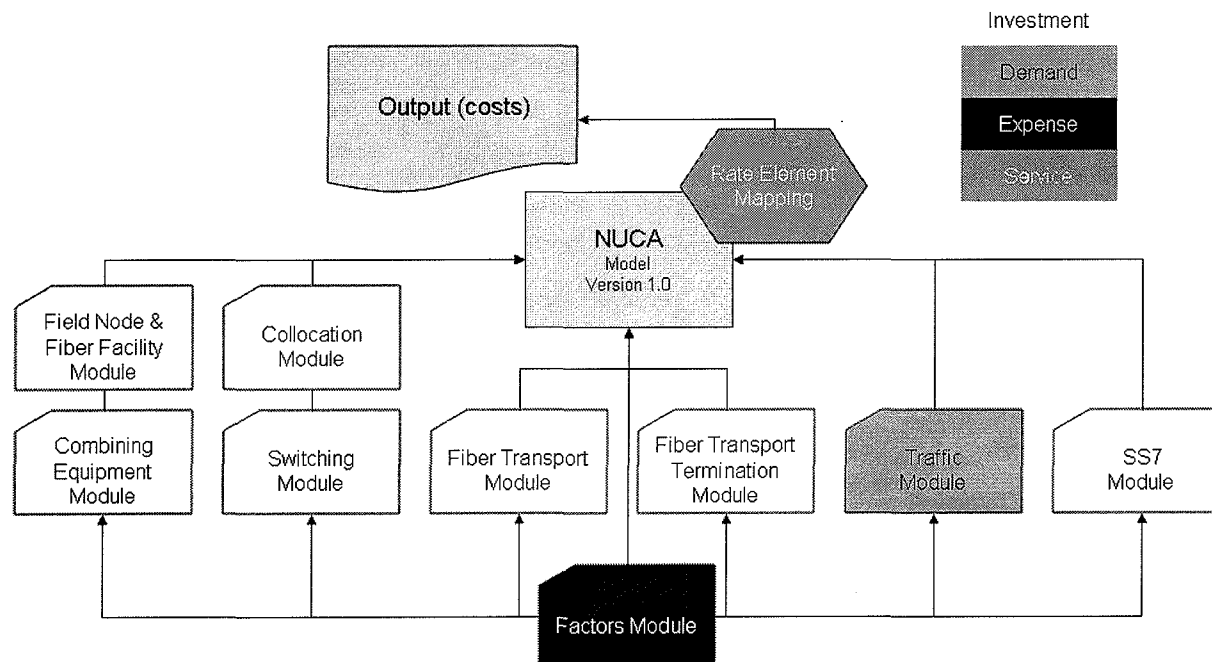 Investment
Demand
Expense
Service
Output (costs)
Rate Element
Mapping
NUCA
Model
Version 1.0
Field Node &
Fiber Facility
Module
Collocation
Module
Combining
Equipment
Module
Switching
Module
Fiber Transport
Module
Fiber Transport
Termination
Module
Traffic
Module
SS7
Module
Factors Module